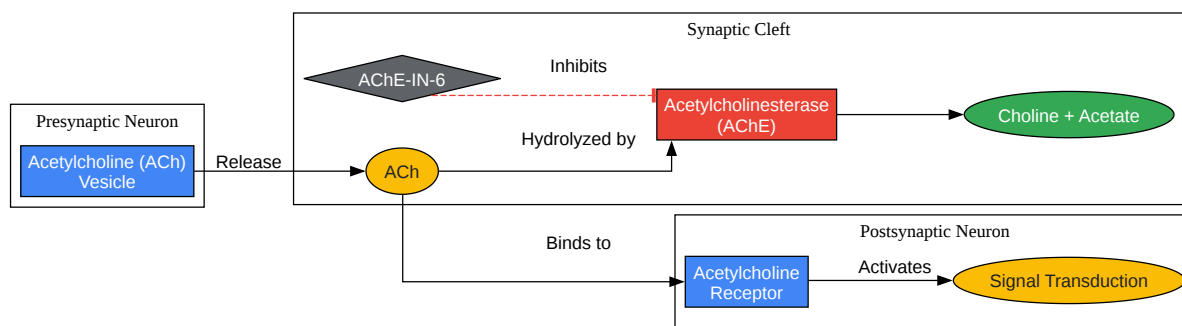 Synaptic Cleft
AChE-IN-6
Inhibits
Acetylcholinesterase
(AChE)
Choline + Acetate
Presynaptic Neuron
Acetylcholine (ACh)
Vesicle
Release
ACh
Hydrolyzed by
Postsynaptic Neuron
Binds to
Acetylcholine
Receptor
Activates
Signal Transduction